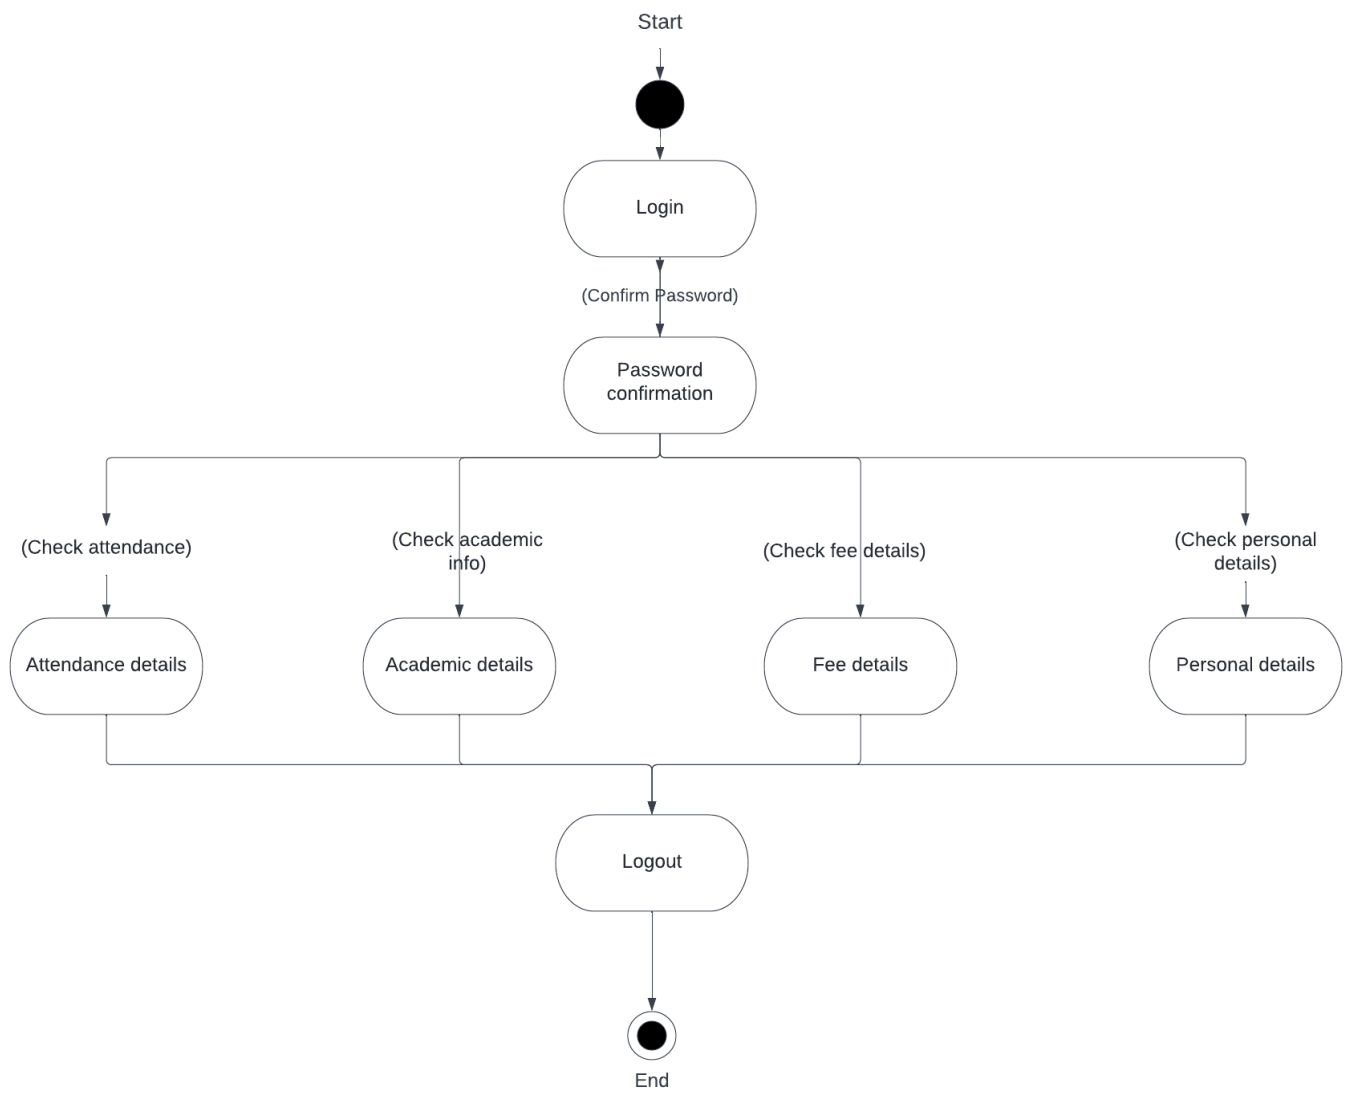 Start
Login
(Confirm Password)
Password
confirmation
(Check attendance)
(Check academic
info)
(Check fee details)
(Check personal
details)
Attendance details
Academic details
Fee details
Personal details
Logout
End